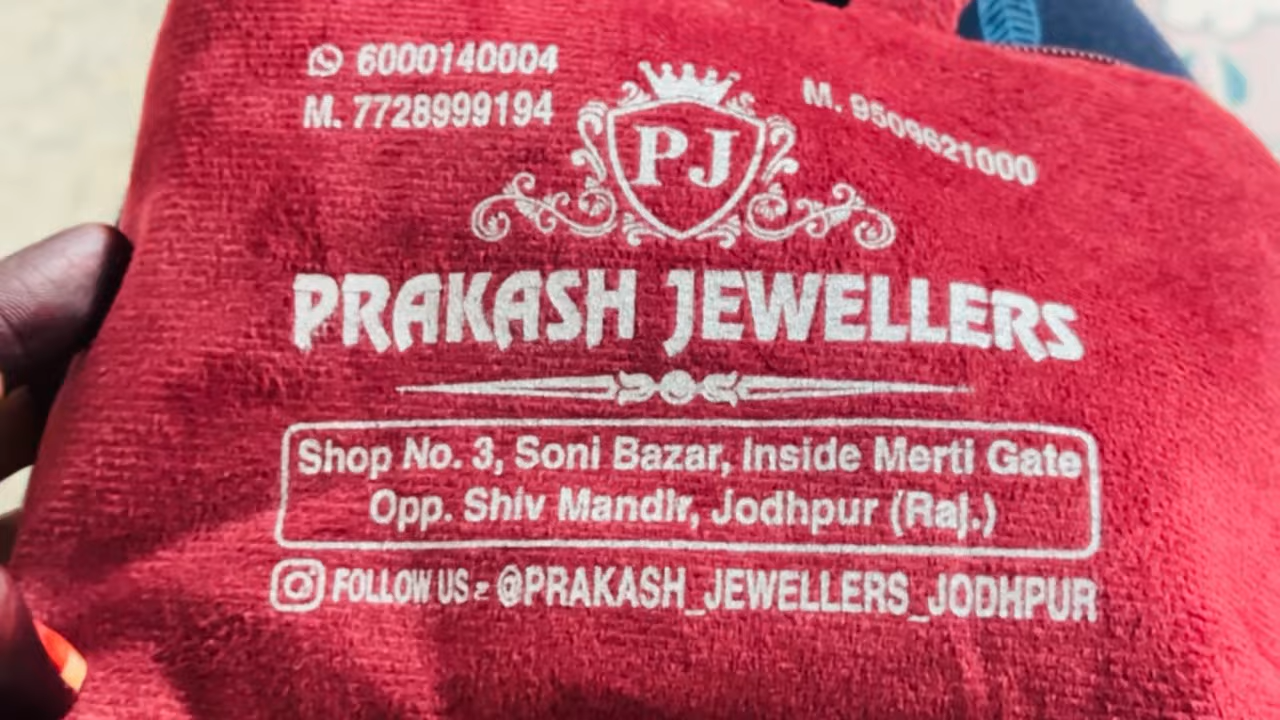 6000140004
M. 7728999194
M. 9509621000
PJ
PRAKASH JEWELLERS
Shop No. 3, Soni Bazar, Inside Merti Gate
Opp. Shiv Mandir, Jodhpur (Raj.)
FOLLOW US - @PRAKASH_JEWELLERS_JODHPUR